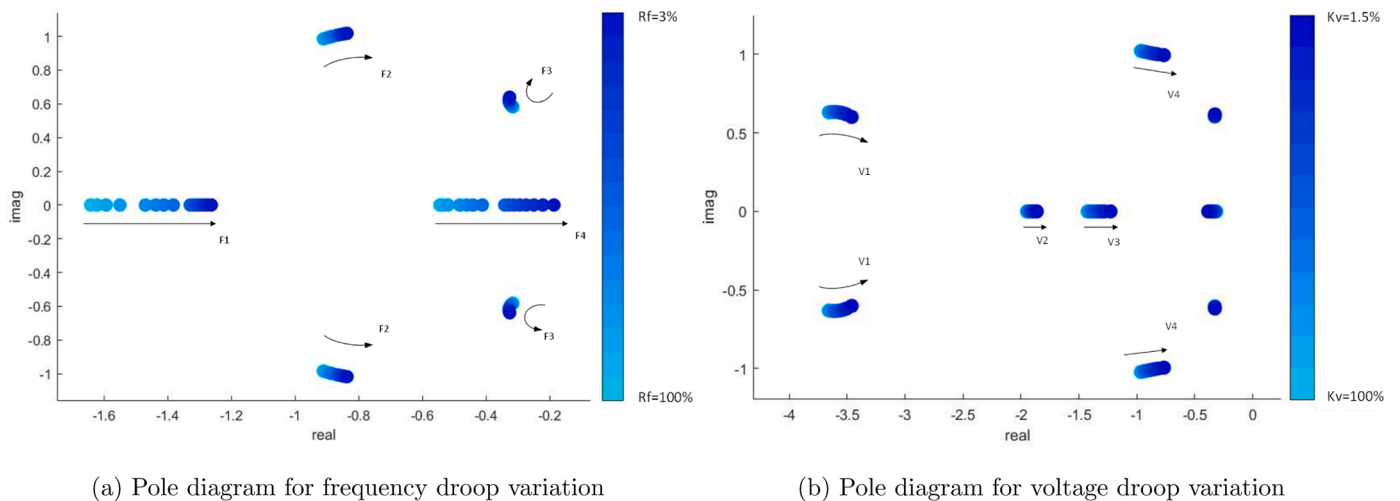 Rf=3%
1
0.8
0.6
0.4
0.2
0
-0.2
-0.4
-0.6
-0.8
-1
imag
F2
F3
F1
F4
F2
F3
-1.6
-1.4
-1.2
-1
-0.8
-0.6
-0.4
-0.2
real
Rf=100%
(a) Pole diagram for frequency droop variation
Kv=1.5%
1
0.5
0
-0.5
-1
imag
V4
V1
V2
V3
V1
V4
-4
-3.5
-3
-2.5
-2
-1.5
-1
-0.5
0
real
Kv=100%
(b) Pole diagram for voltage droop variation